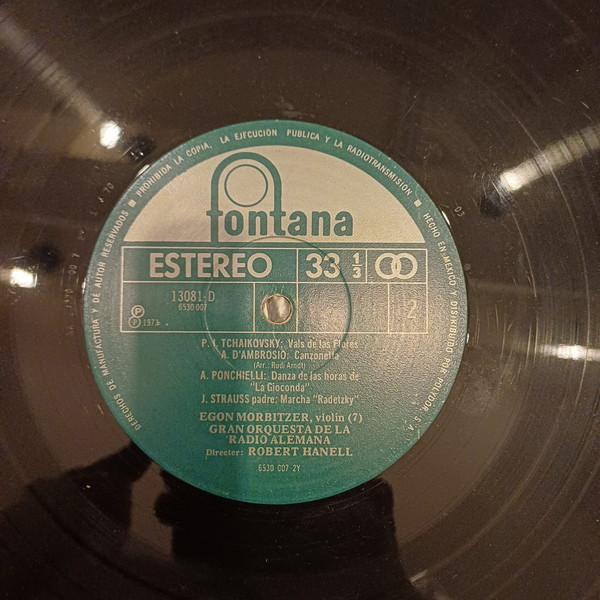 PROHIBIDA LA COPIA, LA EJECUCION PUBLICA Y LA RADIOTRANSMISION ■ HECHO EN MEXICO Y DISTRIBUIDO POR POLYDOR, S.A.
DERECHOS DE MANUFACTURA Y DE AUTOR RESERVADOS ■
fontana
ESTEREO 33 1/3
13081-D
6530 007
2
P
P 1973
P. I. TCHAIKOVSKY: Vals de las Flores
A. D'AMBROSIO: Canzonetta
(Arr.: Rudi Arndt)
A. PONCHIELLI: Danza de las horas de
"La Gioconda"
J. STRAUSS padre: Marcha "Radetzky"
EGON MORBITZER, violín (7)
GRAN ORQUESTA DE LA
RADIO ALEMANA
Director: ROBERT HANELL
6530 007 2Y